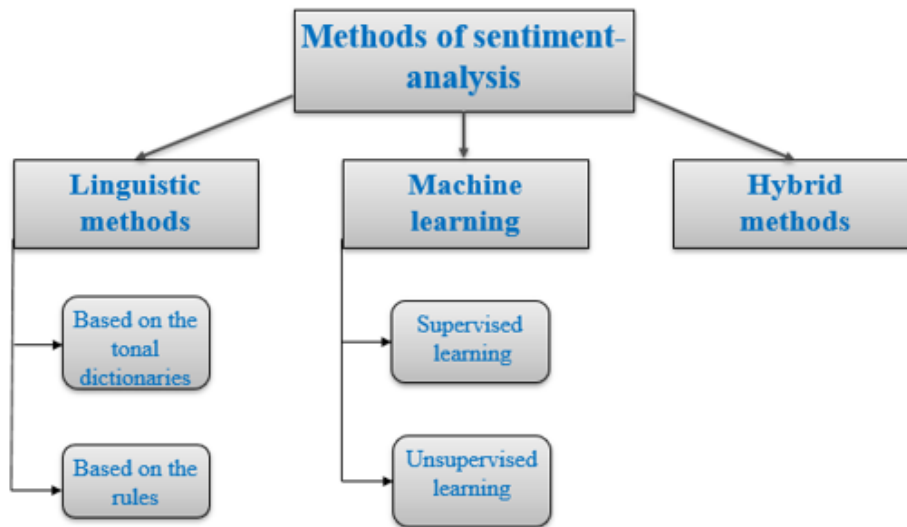 Methods of sentiment-
analysis
Linguistic
methods
Machine
learning
Hybrid
methods
Based on the
tonal
dictionaries
Based on the
rules
Supervised
learning
Unsupervised
learning